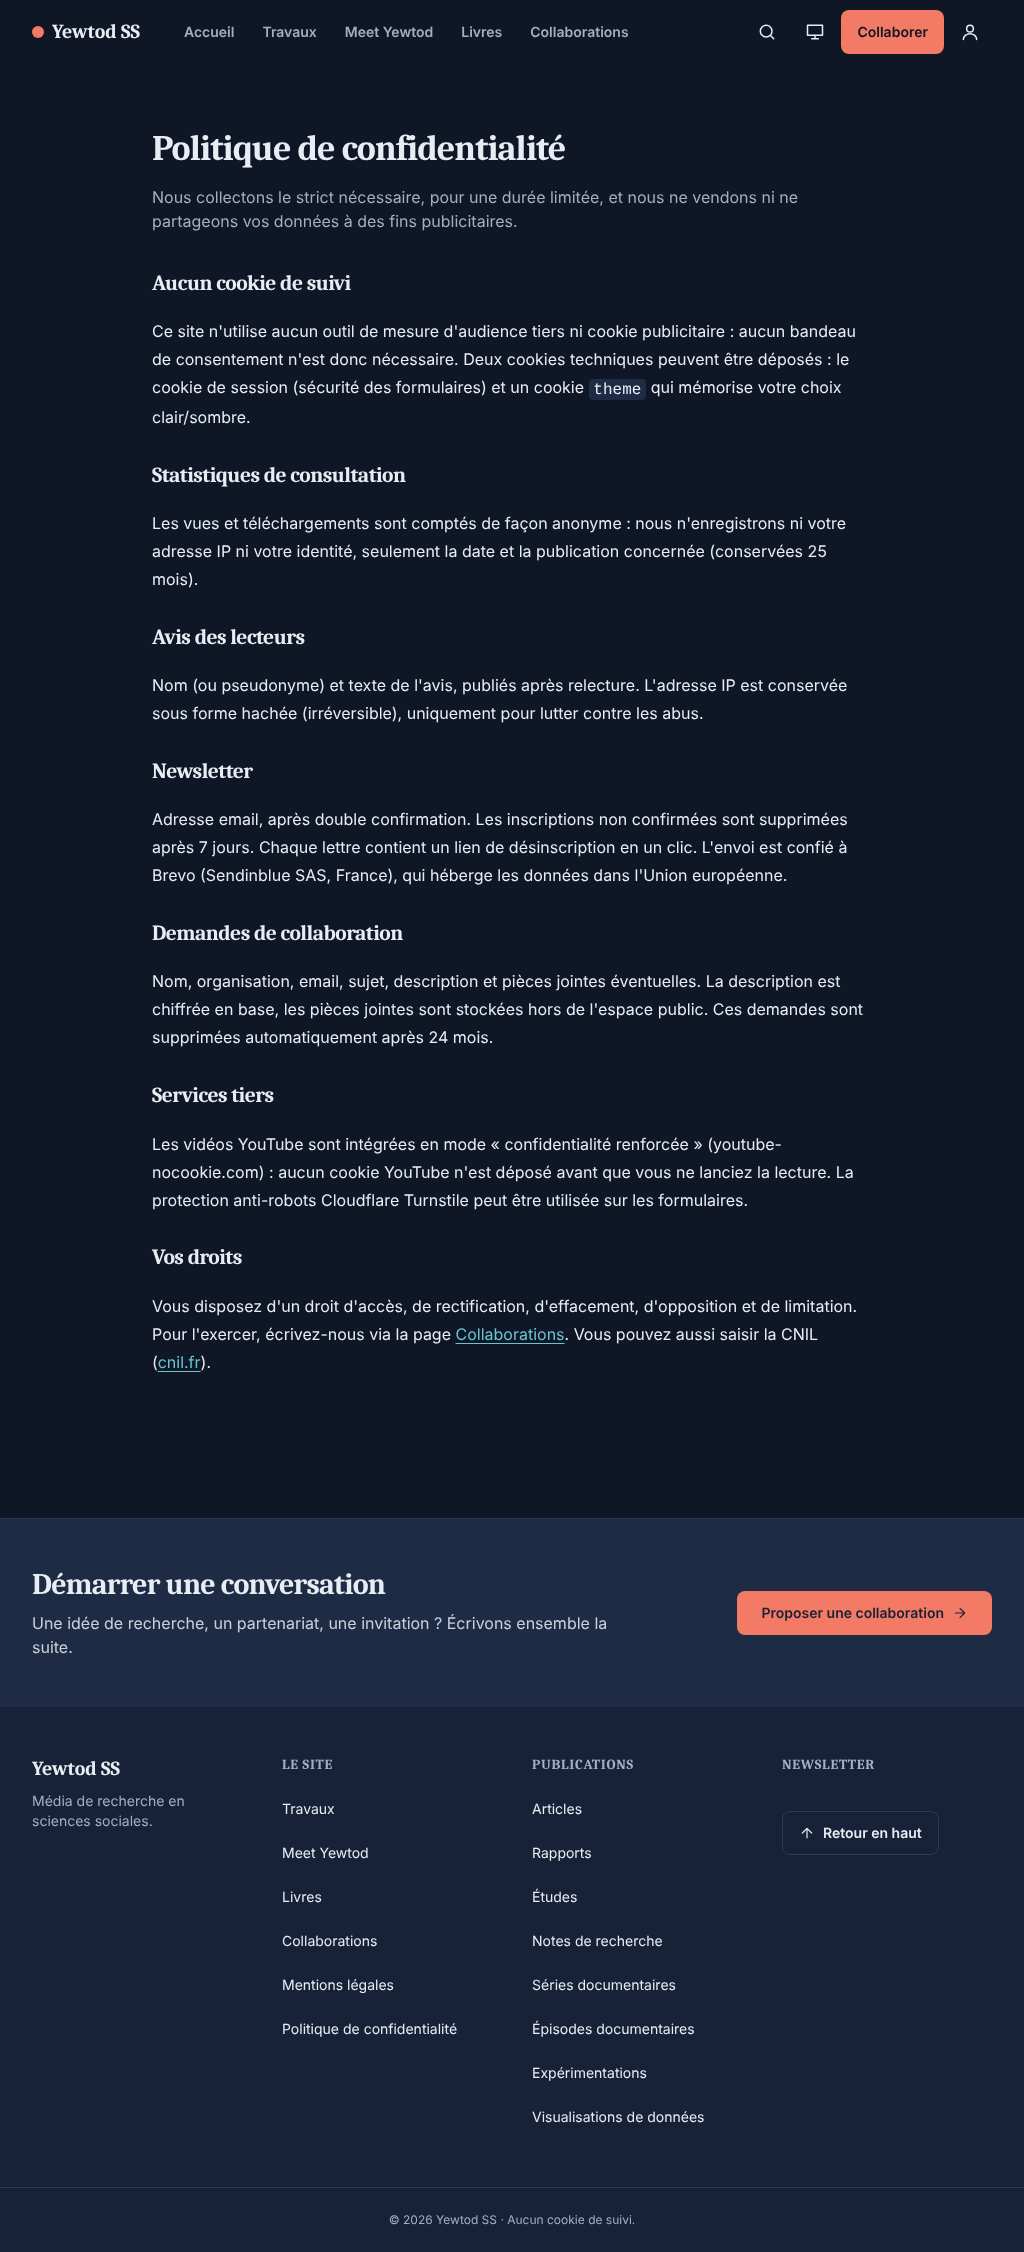 Yewtod SS
Accueil
Travaux
Meet Yewtod
Livres
Collaborations
Collaborer
Politique de confidentialité
Nous collectons le strict nécessaire, pour une durée limitée, et nous ne vendons ni ne
partageons vos données à des fins publicitaires.
Aucun cookie de suivi
Ce site n'utilise aucun outil de mesure d'audience tiers ni cookie publicitaire : aucun bandeau
de consentement n'est donc nécessaire. Deux cookies techniques peuvent être déposés : le
cookie de session (sécurité des formulaires) et un cookie theme qui mémorise votre choix
clair/sombre.
Statistiques de consultation
Les vues et téléchargements sont comptés de façon anonyme : nous n'enregistrons ni votre
adresse IP ni votre identité, seulement la date et la publication concernée (conservées 25
mois).
Avis des lecteurs
Nom (ou pseudonyme) et texte de l'avis, publiés après relecture. L'adresse IP est conservée
sous forme hachée (irréversible), uniquement pour lutter contre les abus.
Newsletter
Adresse email, après double confirmation. Les inscriptions non confirmées sont supprimées
après 7 jours. Chaque lettre contient un lien de désinscription en un clic. L'envoi est confié à
Brevo (Sendinblue SAS, France), qui héberge les données dans l'Union européenne.
Demandes de collaboration
Nom, organisation, email, sujet, description et pièces jointes éventuelles. La description est
chiffrée en base, les pièces jointes sont stockées hors de l'espace public. Ces demandes sont
supprimées automatiquement après 24 mois.
Services tiers
Les vidéos YouTube sont intégrées en mode « confidentialité renforcée » (youtube-
nocookie.com) : aucun cookie YouTube n'est déposé avant que vous ne lanciez la lecture. La
protection anti-robots Cloudflare Turnstile peut être utilisée sur les formulaires.
Vos droits
Vous disposez d'un droit d'accès, de rectification, d'effacement, d'opposition et de limitation.
Pour l'exercer, écrivez-nous via la page Collaborations. Vous pouvez aussi saisir la CNIL
(cnil.fr).
Démarrer une conversation
Une idée de recherche, un partenariat, une invitation ? Écrivons ensemble la
suite.
Proposer une collaboration
Yewtod SS
Média de recherche en
sciences sociales.
LE SITE
Travaux
Meet Yewtod
Livres
Collaborations
Mentions légales
Politique de confidentialité
PUBLICATIONS
Articles
Rapports
Études
Notes de recherche
Séries documentaires
Épisodes documentaires
Expérimentations
Visualisations de données
NEWSLETTER
Retour en haut
© 2026 Yewtod SS · Aucun cookie de suivi.